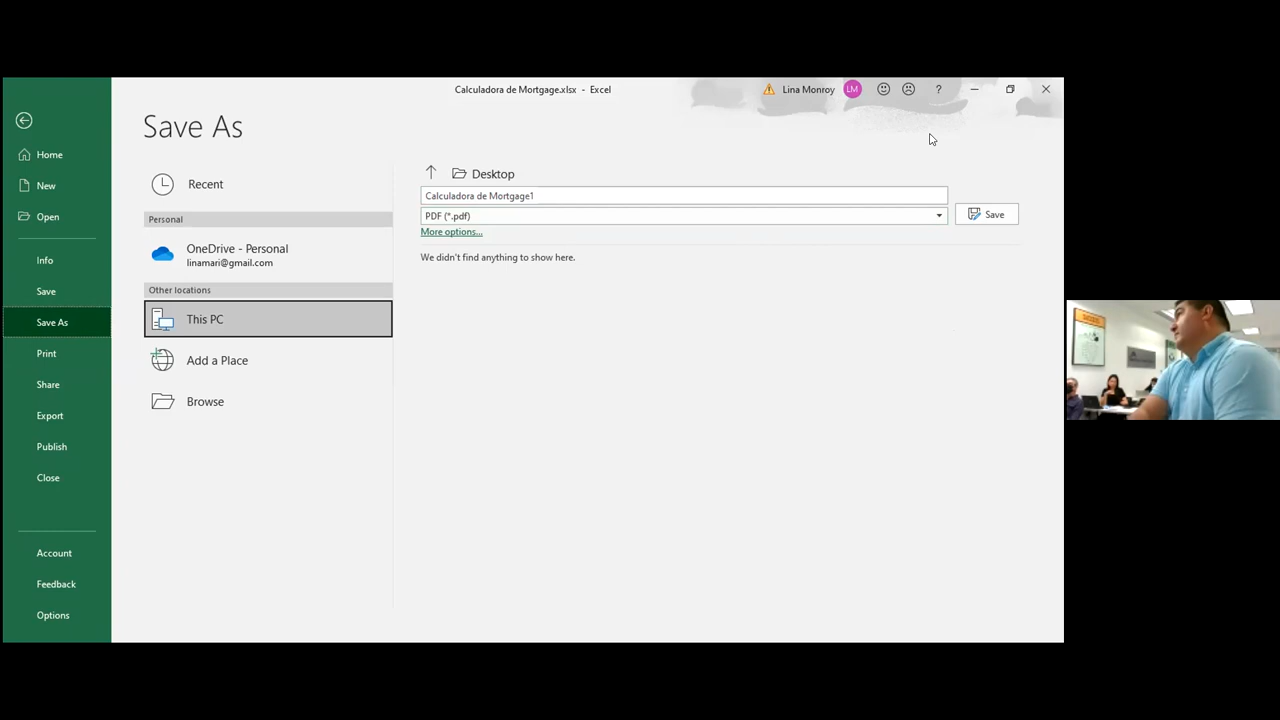 Calculadora de Mortgage.xlsx - Excel
Lina Monroy
LM
?
Save As
Home
New
Open
Info
Save
Save As
Print
Share
Export
Publish
Close
Account
Feedback
Options
Recent
Personal
OneDrive - Personal
linamari@gmail.com
Other locations
This PC
Add a Place
Browse
Desktop
Calculadora de Mortgage1
PDF (*.pdf)
Save
More options...
We didn't find anything to show here.